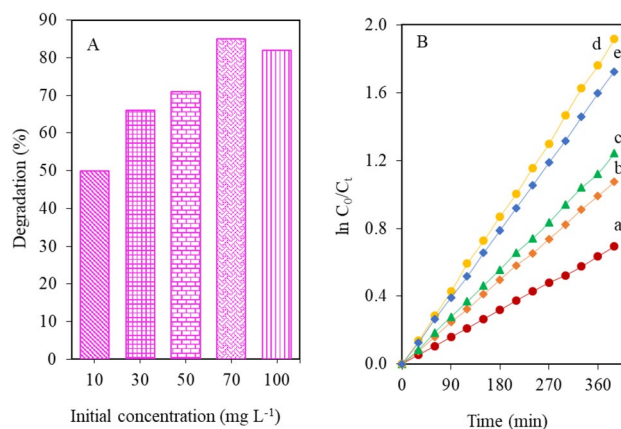 A
90
80
70
60
50
40
30
20
10
0
Degradation (%)
10 30 50 70 100
Initial concentration (mg L⁻¹)
B
2.0
1.6
1.2
0.8
0.4
0.0
ln C₀/Cₜ
d
e
c
b
a
0 90 180 270 360
Time (min)